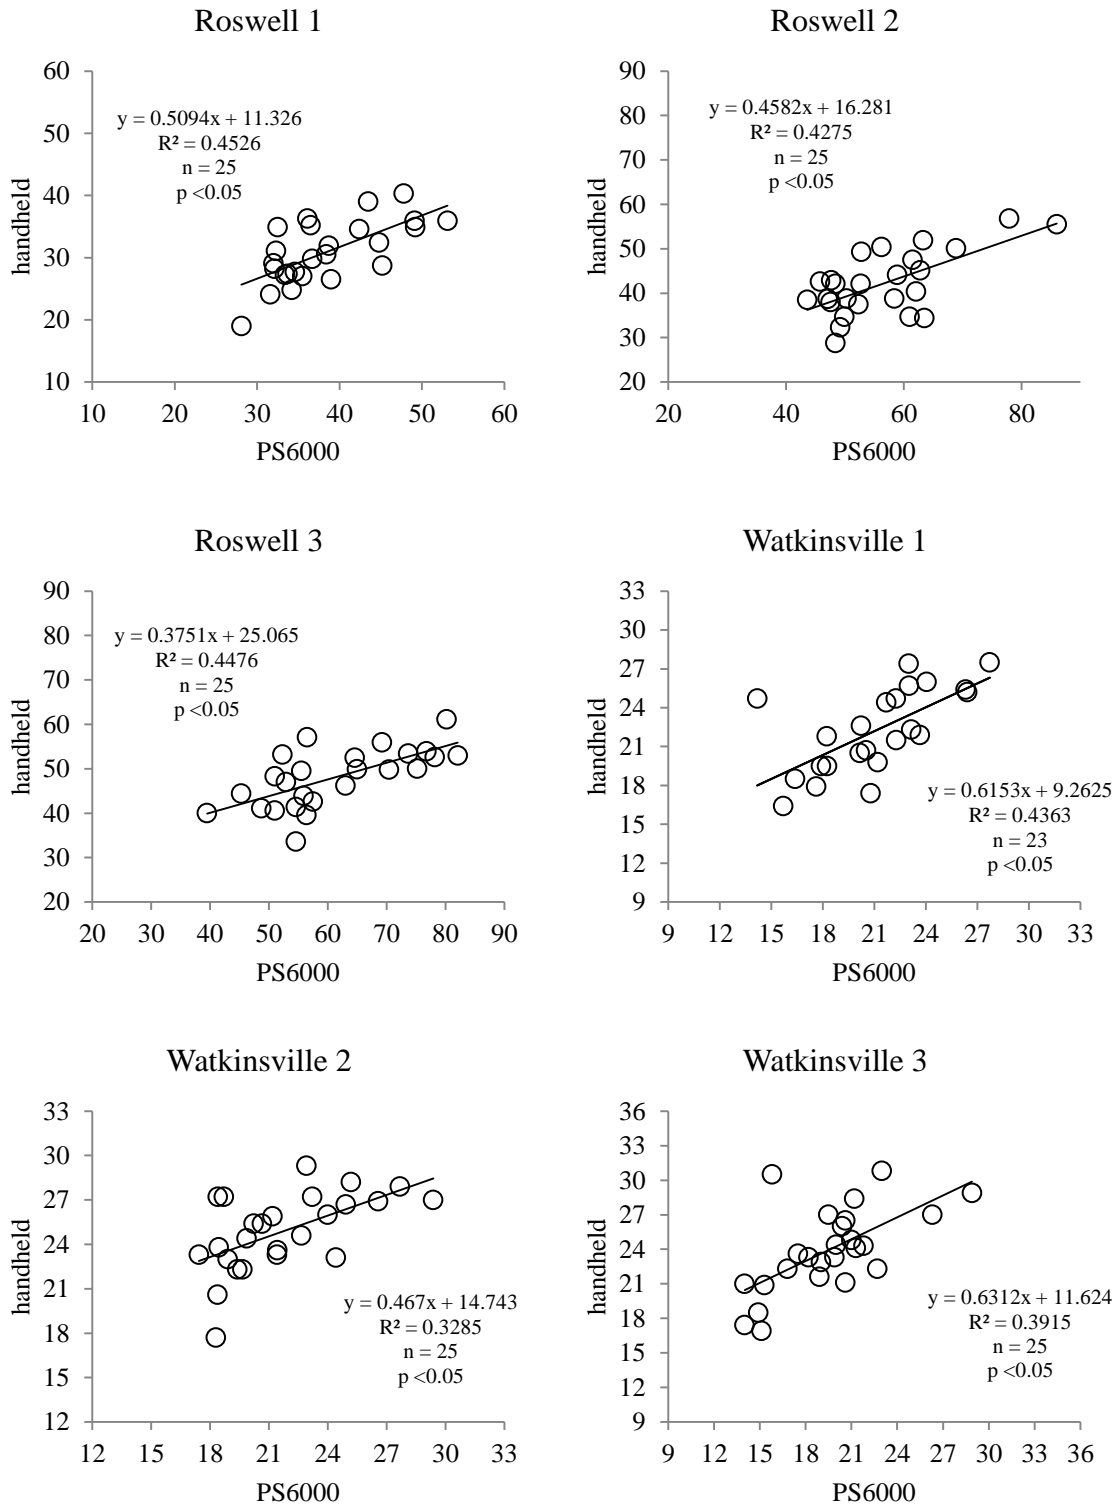 Roswell 1
60
50
40
30
20
10
handheld
y = 0.5094x + 11.326
R² = 0.4526
n = 25
p <0.05
10 20 30 40 50 60
PS6000
Roswell 2
90
80
70
60
50
40
30
20
handheld
y = 0.4582x + 16.281
R² = 0.4275
n = 25
p <0.05
20 40 60 80
PS6000
Roswell 3
90
80
70
60
50
40
30
20
handheld
y = 0.3751x + 25.065
R² = 0.4476
n = 25
p <0.05
20 30 40 50 60 70 80 90
PS6000
Watkinsville 1
33
30
27
24
21
18
15
12
9
handheld
y = 0.6153x + 9.2625
R² = 0.4363
n = 23
p <0.05
9 12 15 18 21 24 27 30 33
PS6000
Watkinsville 2
33
30
27
24
21
18
15
12
handheld
y = 0.467x + 14.743
R² = 0.3285
n = 25
p <0.05
12 15 18 21 24 27 30 33
PS6000
Watkinsville 3
36
33
30
27
24
21
18
15
12
9
handheld
y = 0.6312x + 11.624
R² = 0.3915
n = 25
p <0.05
9 12 15 18 21 24 27 30 33 36
PS6000